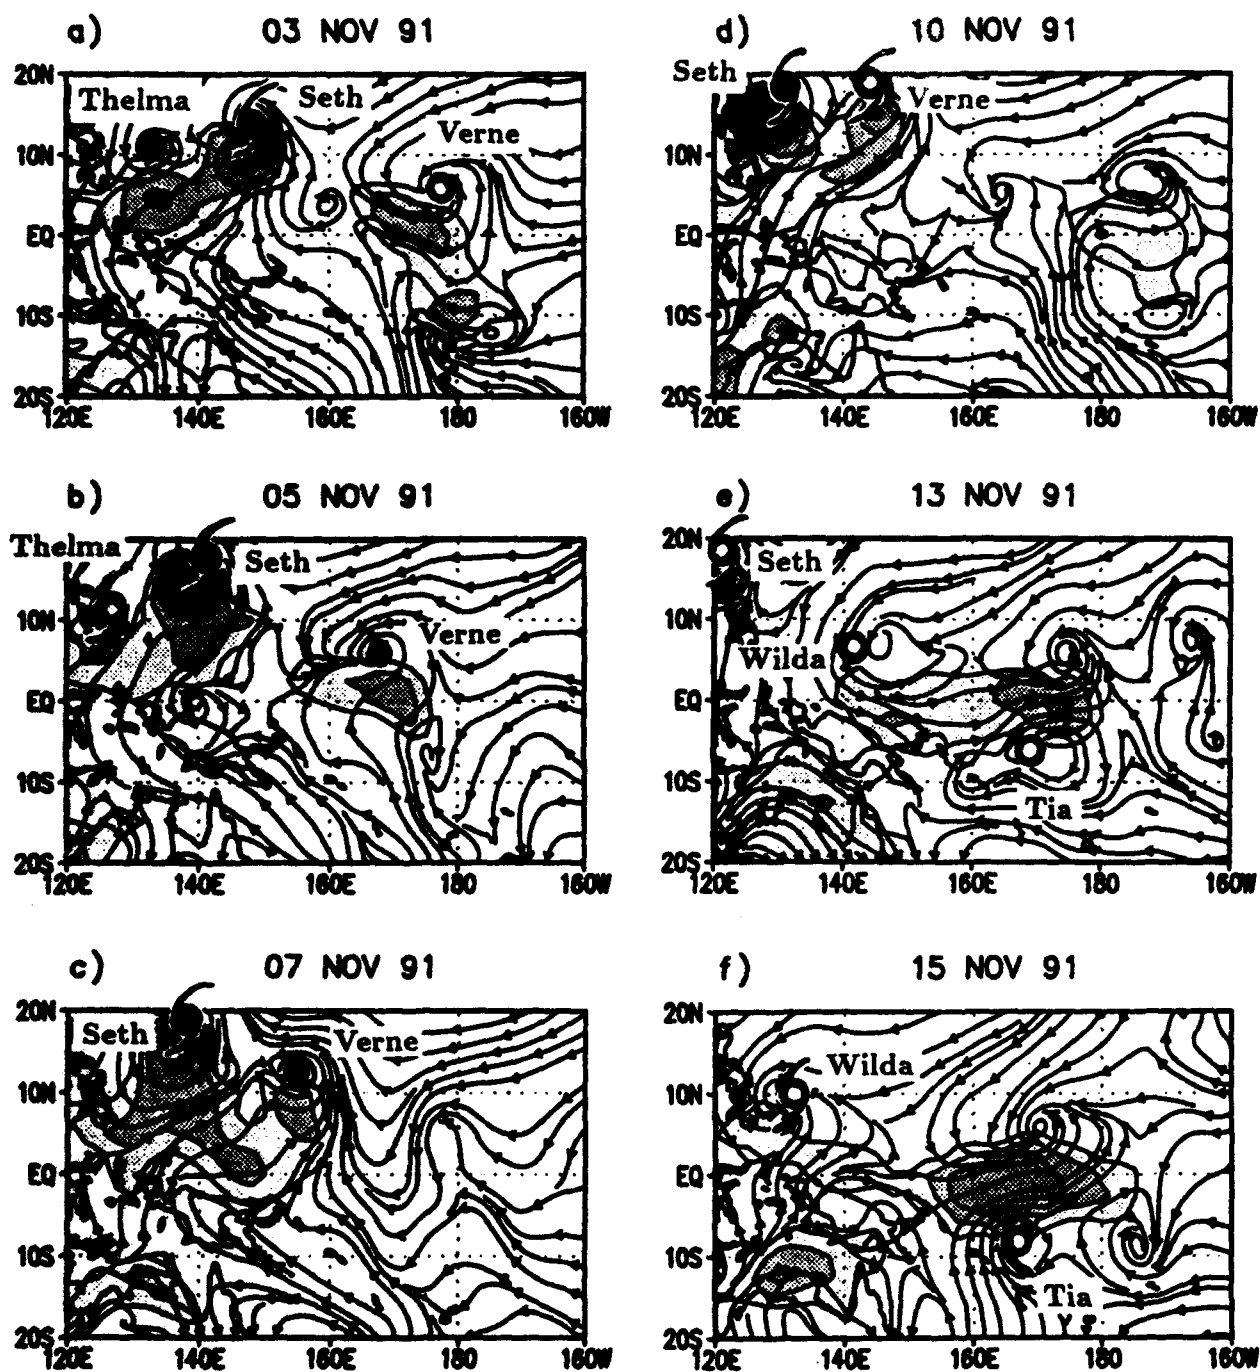 a) 03 NOV 91
20N
Thelma Seth
Verne
10N
EQ
10S
20S
120E 140E 160E 180 160W
b) 05 NOV 91
Thelma
Seth
10N
Verne
EQ
10S
20S
120E 140E 160E 180 160W
c) 07 NOV 91
20N
Seth Verne
10N
EQ
10S
20S
120E 140E 160E 180 160W
d) 10 NOV 91
Seth
20N
Verne
10N
EQ
10S
20S
120E 140E 160E 180 160W
e) 13 NOV 91
20N
Seth
10N
Wilda
EQ
10S
Tia
20S
120E 140E 160E 180 160W
f) 15 NOV 91
20N
Wilda
10N
EQ
10S
Tia
20S
120E 140E 160E 180 160W